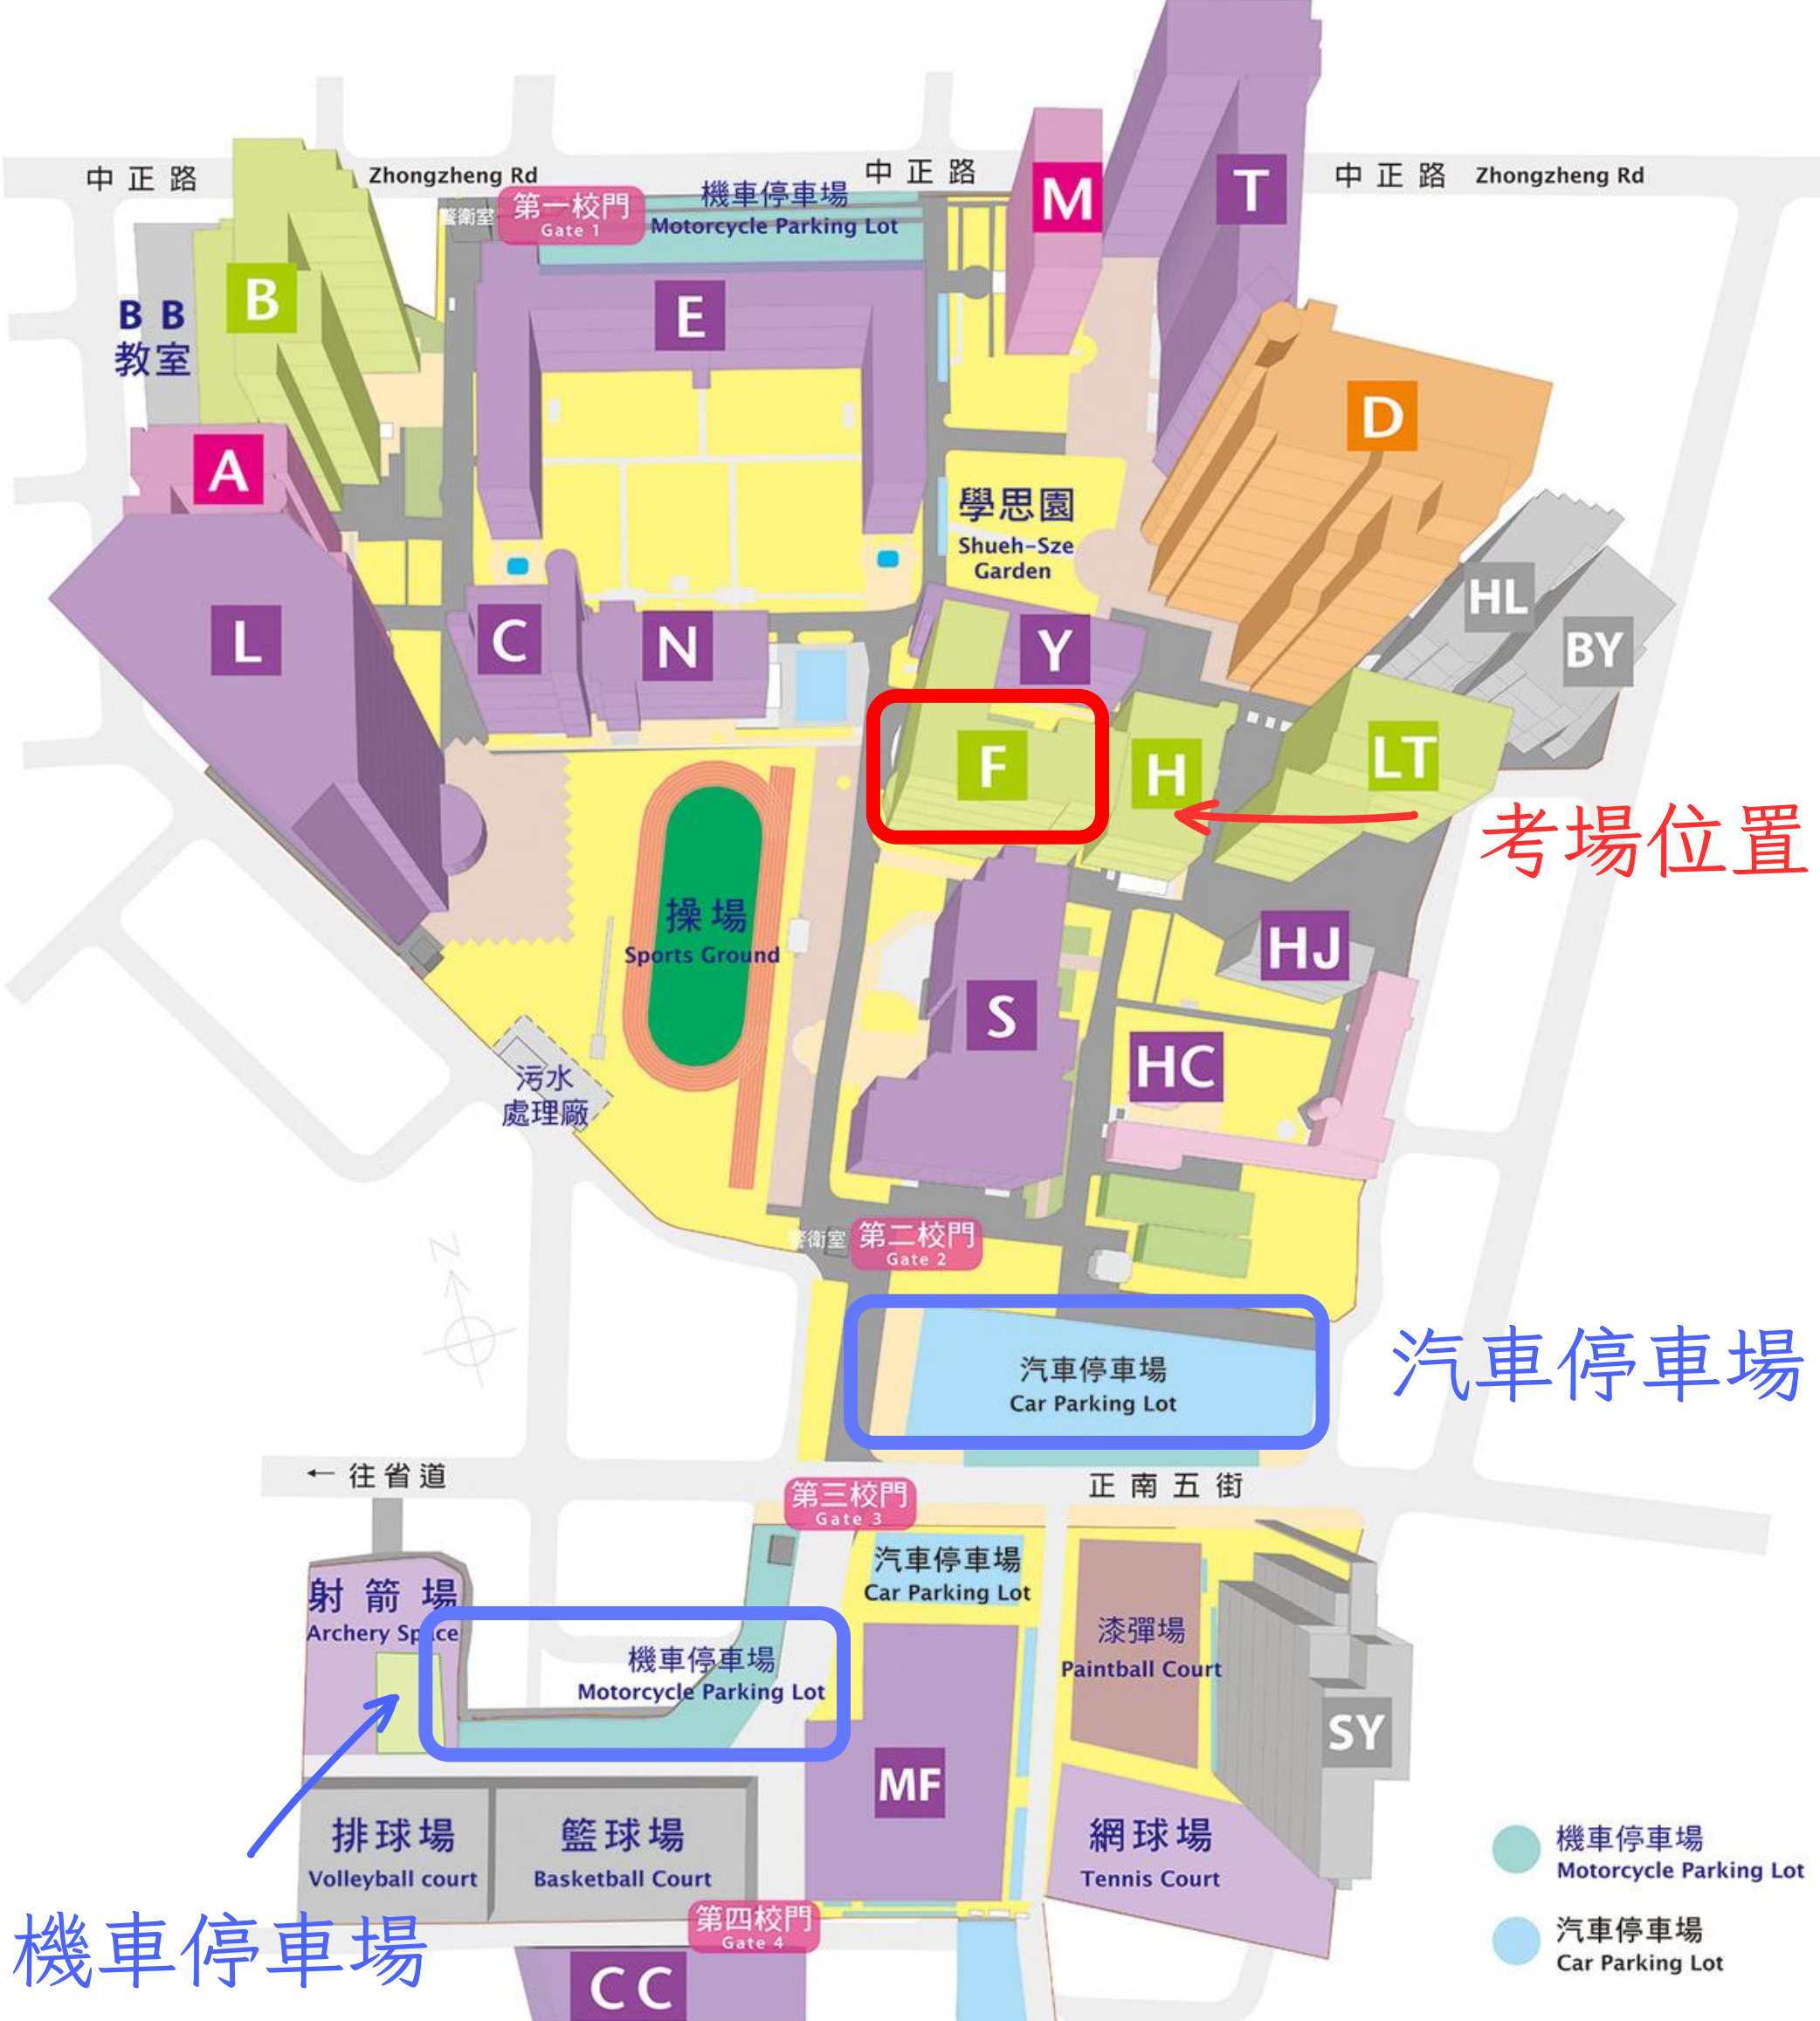 中正路
Zhongzheng Rd
中正路
中正路
Zhongzheng Rd
警衛室
第一校門
Gate 1
機車停車場
Motorcycle Parking Lot
M
T
B
B B
教室
E
A
D
學思園
Shueh-Sze
Garden
L
C
N
Y
HL
BY
F
H
LT
考場位置
操場
Sports Ground
HJ
S
HC
污水
處理廠
警衛室
第二校門
Gate 2
N
汽車停車場
Car Parking Lot
汽車停車場
←往省道
正南五街
第三校門
Gate 3
汽車停車場
Car Parking Lot
射箭場
Archery Space
機車停車場
Motorcycle Parking Lot
漆彈場
Paintball Court
SY
MF
排球場
Volleyball court
籃球場
Basketball Court
網球場
Tennis Court
機車停車場
Motorcycle Parking Lot
汽車停車場
Car Parking Lot
第四校門
Gate 4
機車停車場
CC